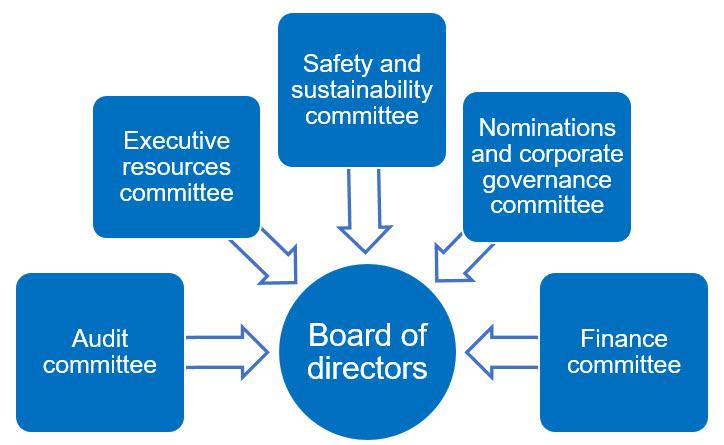 Safety and
sustainability
committee
Executive
resources
committee
Nominations
and corporate
governance
committee
Audit
committee
Board of
directors
Finance
committee